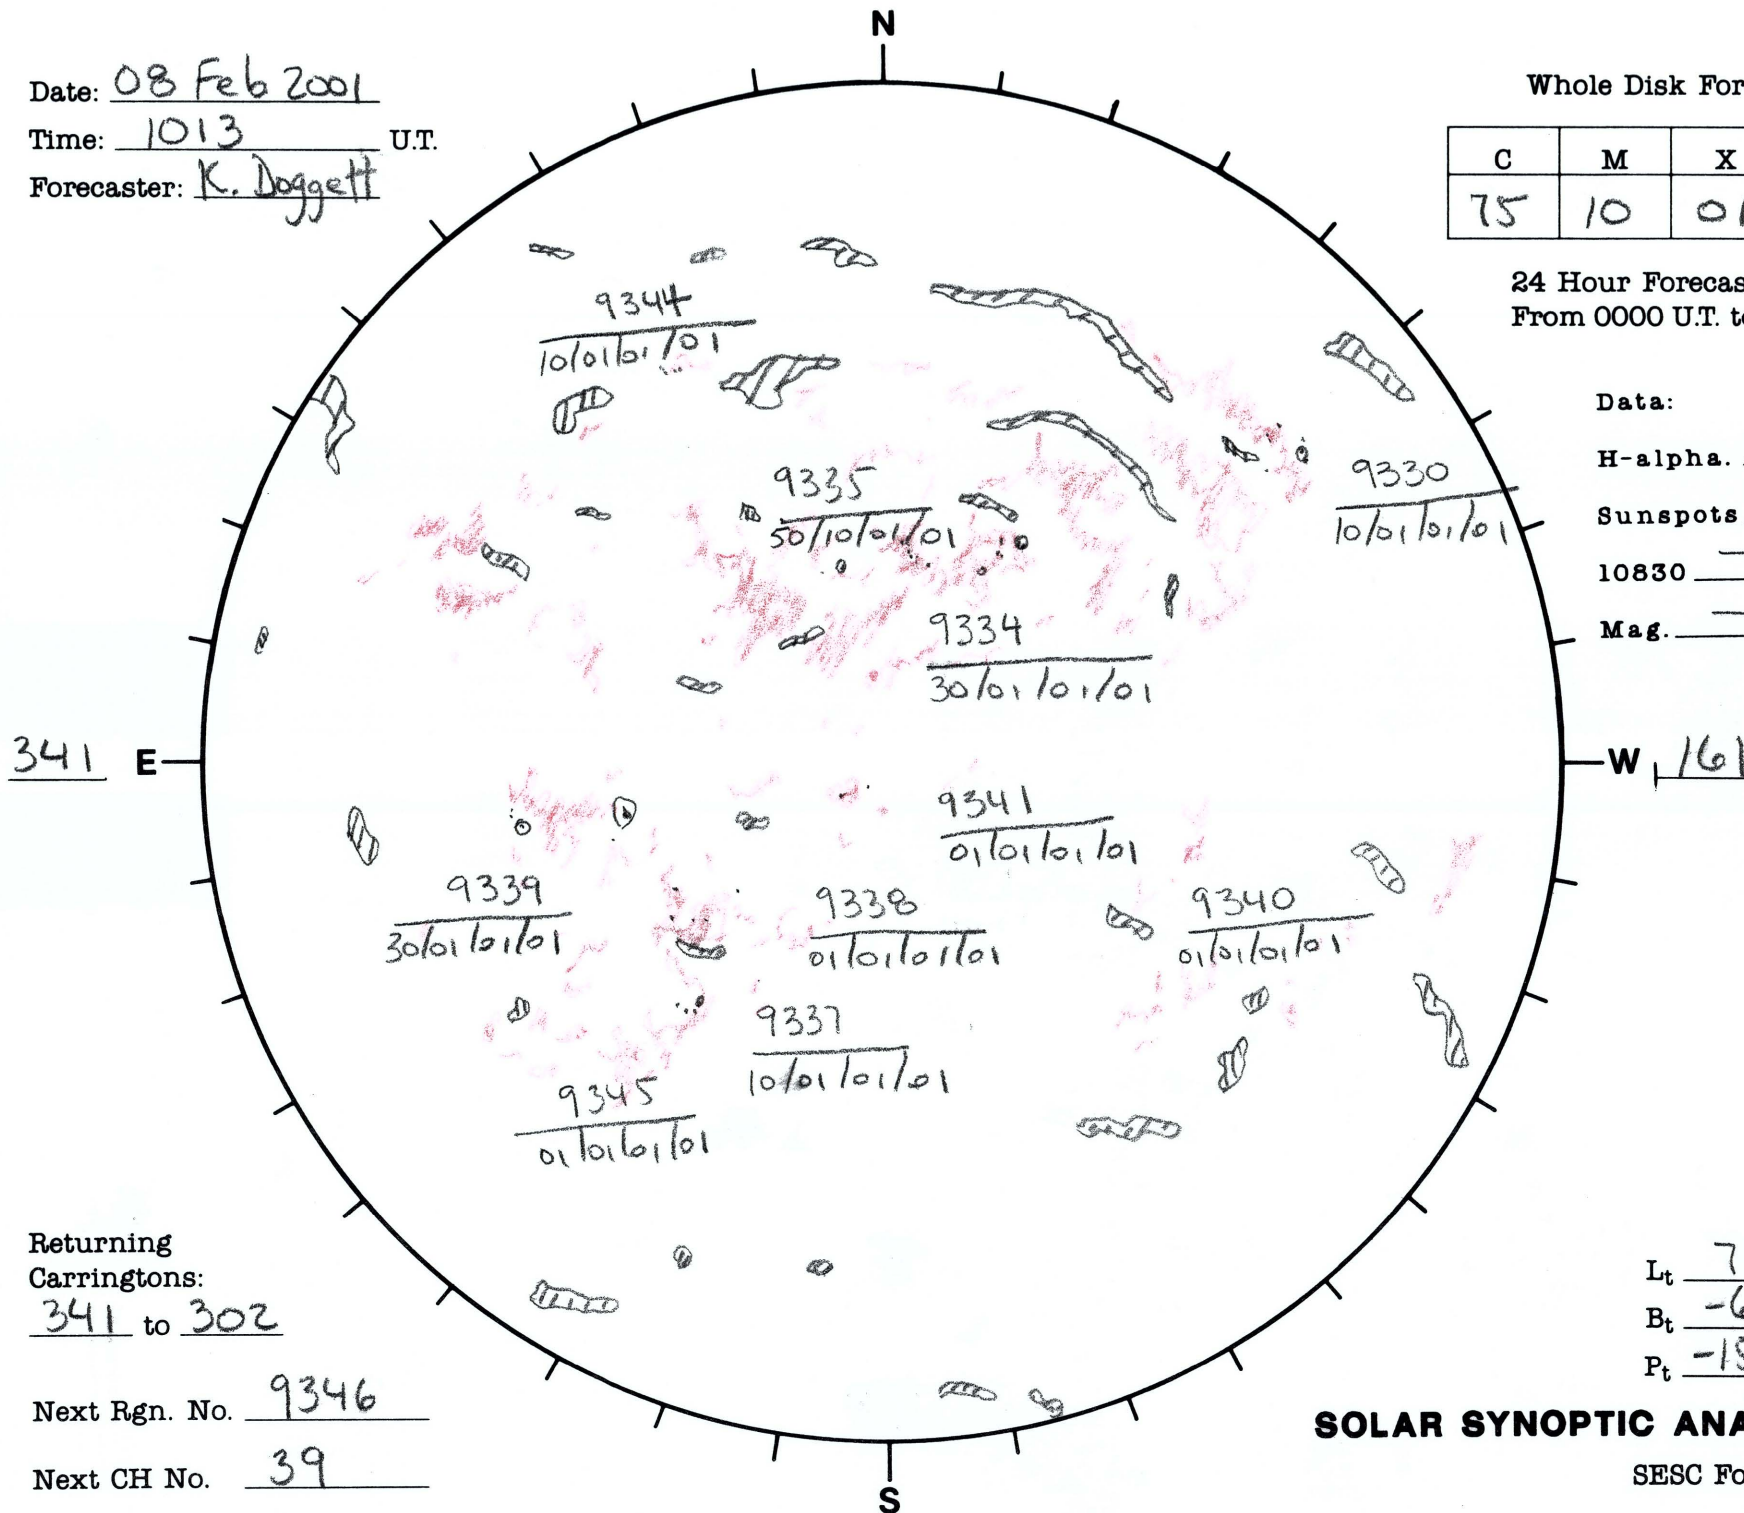 N
Date: 08 Feb 2001
Time: 1013 U.T.
Forecaster: K. Doggett
Whole Disk For
C M X
75 10 01
24 Hour Forecas
From 0000 U.T. to
Data:
H-alpha.
Sunspots
10830
Mag.
9344
10/01/01/01
9335
50/10/01/01
9330
10/01/01/01
9334
30/01/01/01
341 E
W 161
9341
01/01/01/01
9339
30/01/01/01
9338
01/01/01/01
9340
01/01/01/01
9337
10/01/01/01
9345
01/01/01/01
Returning
Carringtons:
341 to 302
Next Rgn. No. 9346
Next CH No. 39
Lt 7
Bt -6
Pt -18
SOLAR SYNOPTIC ANA
SESC Fo
S